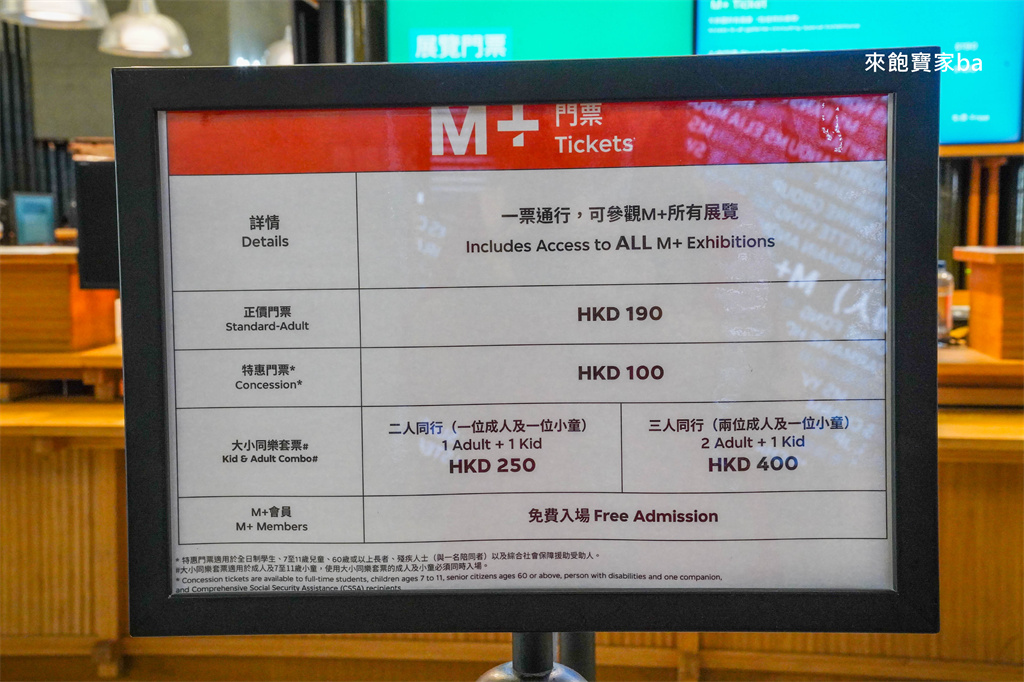 展覽門票
M+ Ticket
來飽寶家ba
M+ 門票
Tickets
詳情
Details
一票通行，可參觀M+所有展覽
Includes Access to ALL M+ Exhibitions
正價門票
Standard-Adult
HKD 190
特惠門票*
Concession*
HKD 100
大小同樂套票#
Kid & Adult Combo#
二人同行（一位成人及一位小童）
1 Adult + 1 Kid
HKD 250
三人同行（兩位成人及一位小童）
2 Adult + 1 Kid
HKD 400
M+會員
M+ Members
免費入場 Free Admission
* 特惠門票適用於全日制學生、7至11歲兒童、60歲或以上長者、殘疾人士（與一名陪同者）以及綜合社會保障援助受助人。
#大小同樂套票適用於成人及7至11歲小童，使用大小同樂套票的成人及小童必須同時入場。
* Concession tickets are available to full-time students, children ages 7 to 11, senior citizens ages 60 or above, person with disabilities and one companion,
and Comprehensive Social Security Assistance (CSSA) recipients